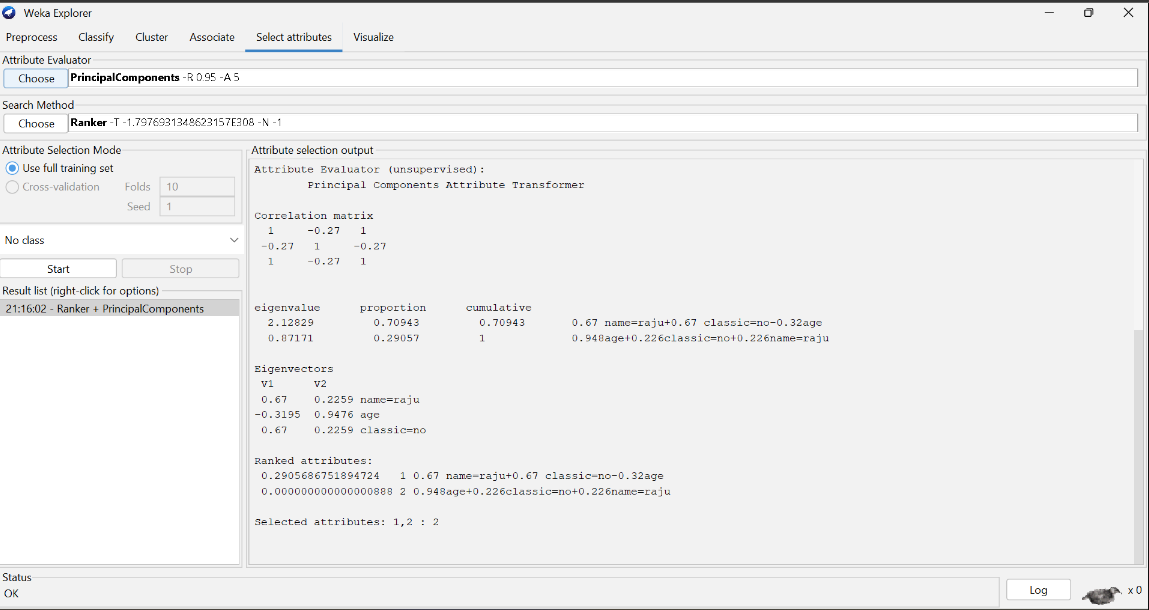 Weka Explorer
Preprocess Classify Cluster Associate Select attributes Visualize
Attribute Evaluator
Choose PrincipalComponents -R 0.95 -A 5
Search Method
Choose Ranker -T -1.7976931348623157E308 -N -1
Attribute Selection Mode
Use full training set
Cross-validation Folds 10
Seed 1
No class
Start Stop
Result list (right-click for options)
21:16:02 - Ranker + PrincipalComponents
Attribute selection output
Attribute Evaluator (unsupervised):
Principal Components Attribute Transformer
Correlation matrix
1 -0.27 1
-0.27 1 -0.27
1 -0.27 1
eigenvalue proportion cumulative
2.12829 0.70943 0.70943 0.67 name=raju+0.67 classic=no-0.32age
0.87171 0.29057 1 0.948age+0.226classic=no+0.226name=raju
Eigenvectors
V1 V2
0.67 0.2259 name=raju
-0.3195 0.9476 age
0.67 0.2259 classic=no
Ranked attributes:
0.2905686751894724 1 0.67 name=raju+0.67 classic=no-0.32age
0.000000000000000888 2 0.948age+0.226classic=no+0.226name=raju
Selected attributes: 1,2 : 2
Status
OK
Log
x 0